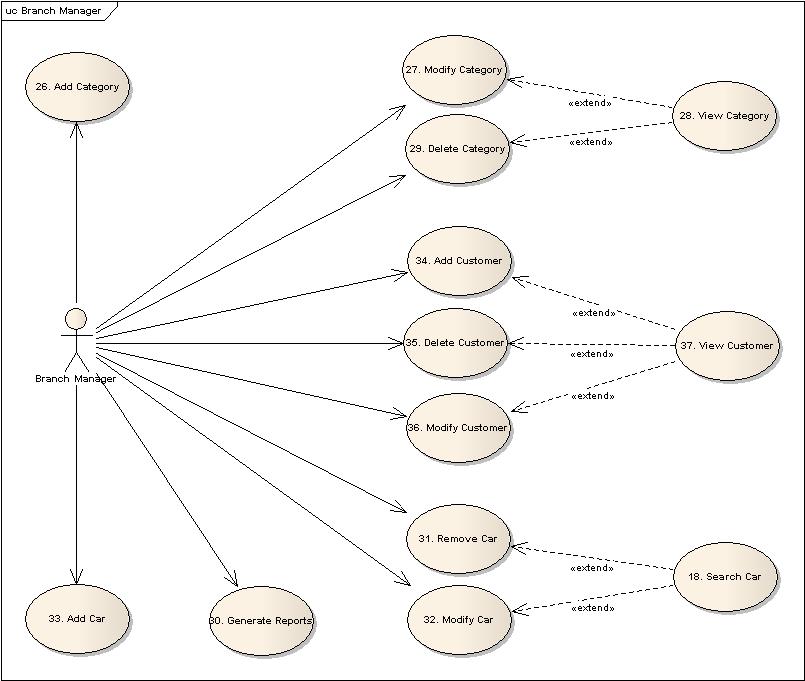 uc Branch Manager
26. Add Category
27. Modify Category
«extend»
28. View Category
29. Delete Category
«extend»
34. Add Customer
«extend»
35. Delete Customer
«extend»
37. View Customer
Branch Manager
«extend»
36. Modify Customer
31. Remove Car
«extend»
18. Search Car
«extend»
33. Add Car
30. Generate Reports
32. Modify Car